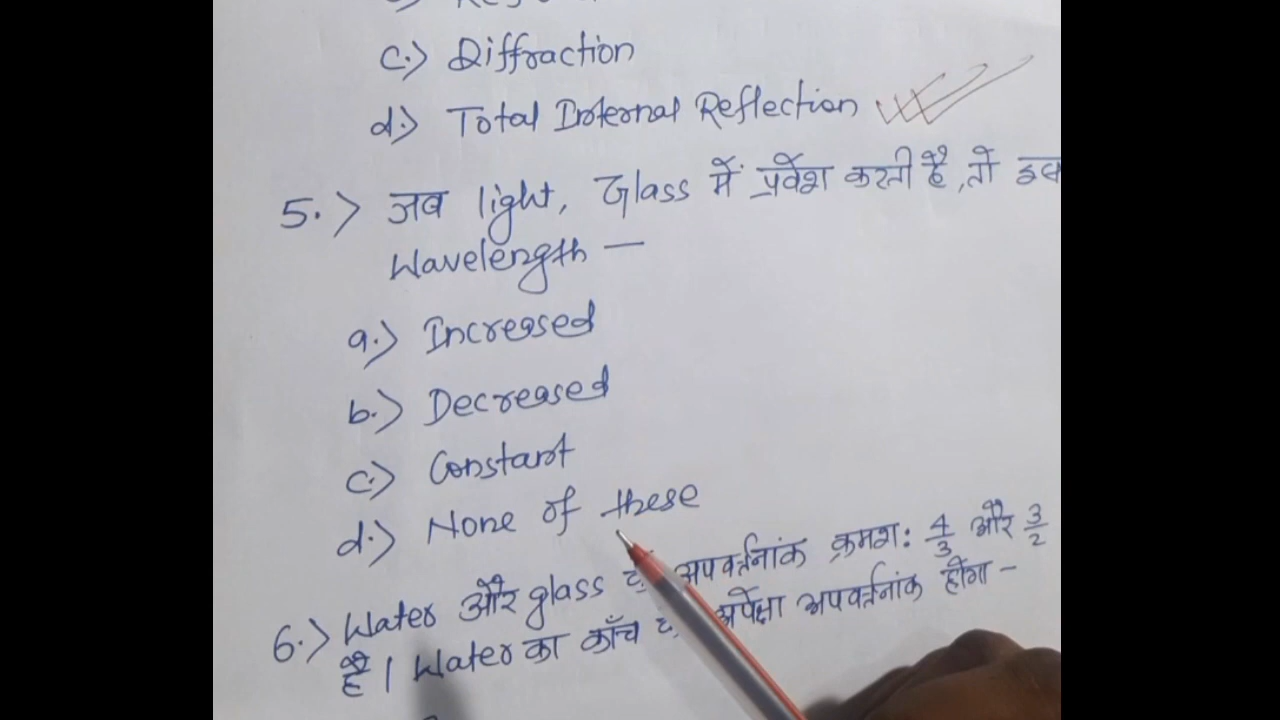 c.) Diffraction
d.) Total Internal Reflection
5.) जब light, Glass में प्रवेश करती है, तो
Wavelength —
a.) Increased
b.) Decreased
c.) Constant
d.) None of these
6.) Water और glass अपवर्तनांक क्रमश: 4/3 और 3/2
है। Water का काँच अपेक्षा अपवर्तनांक होगा –